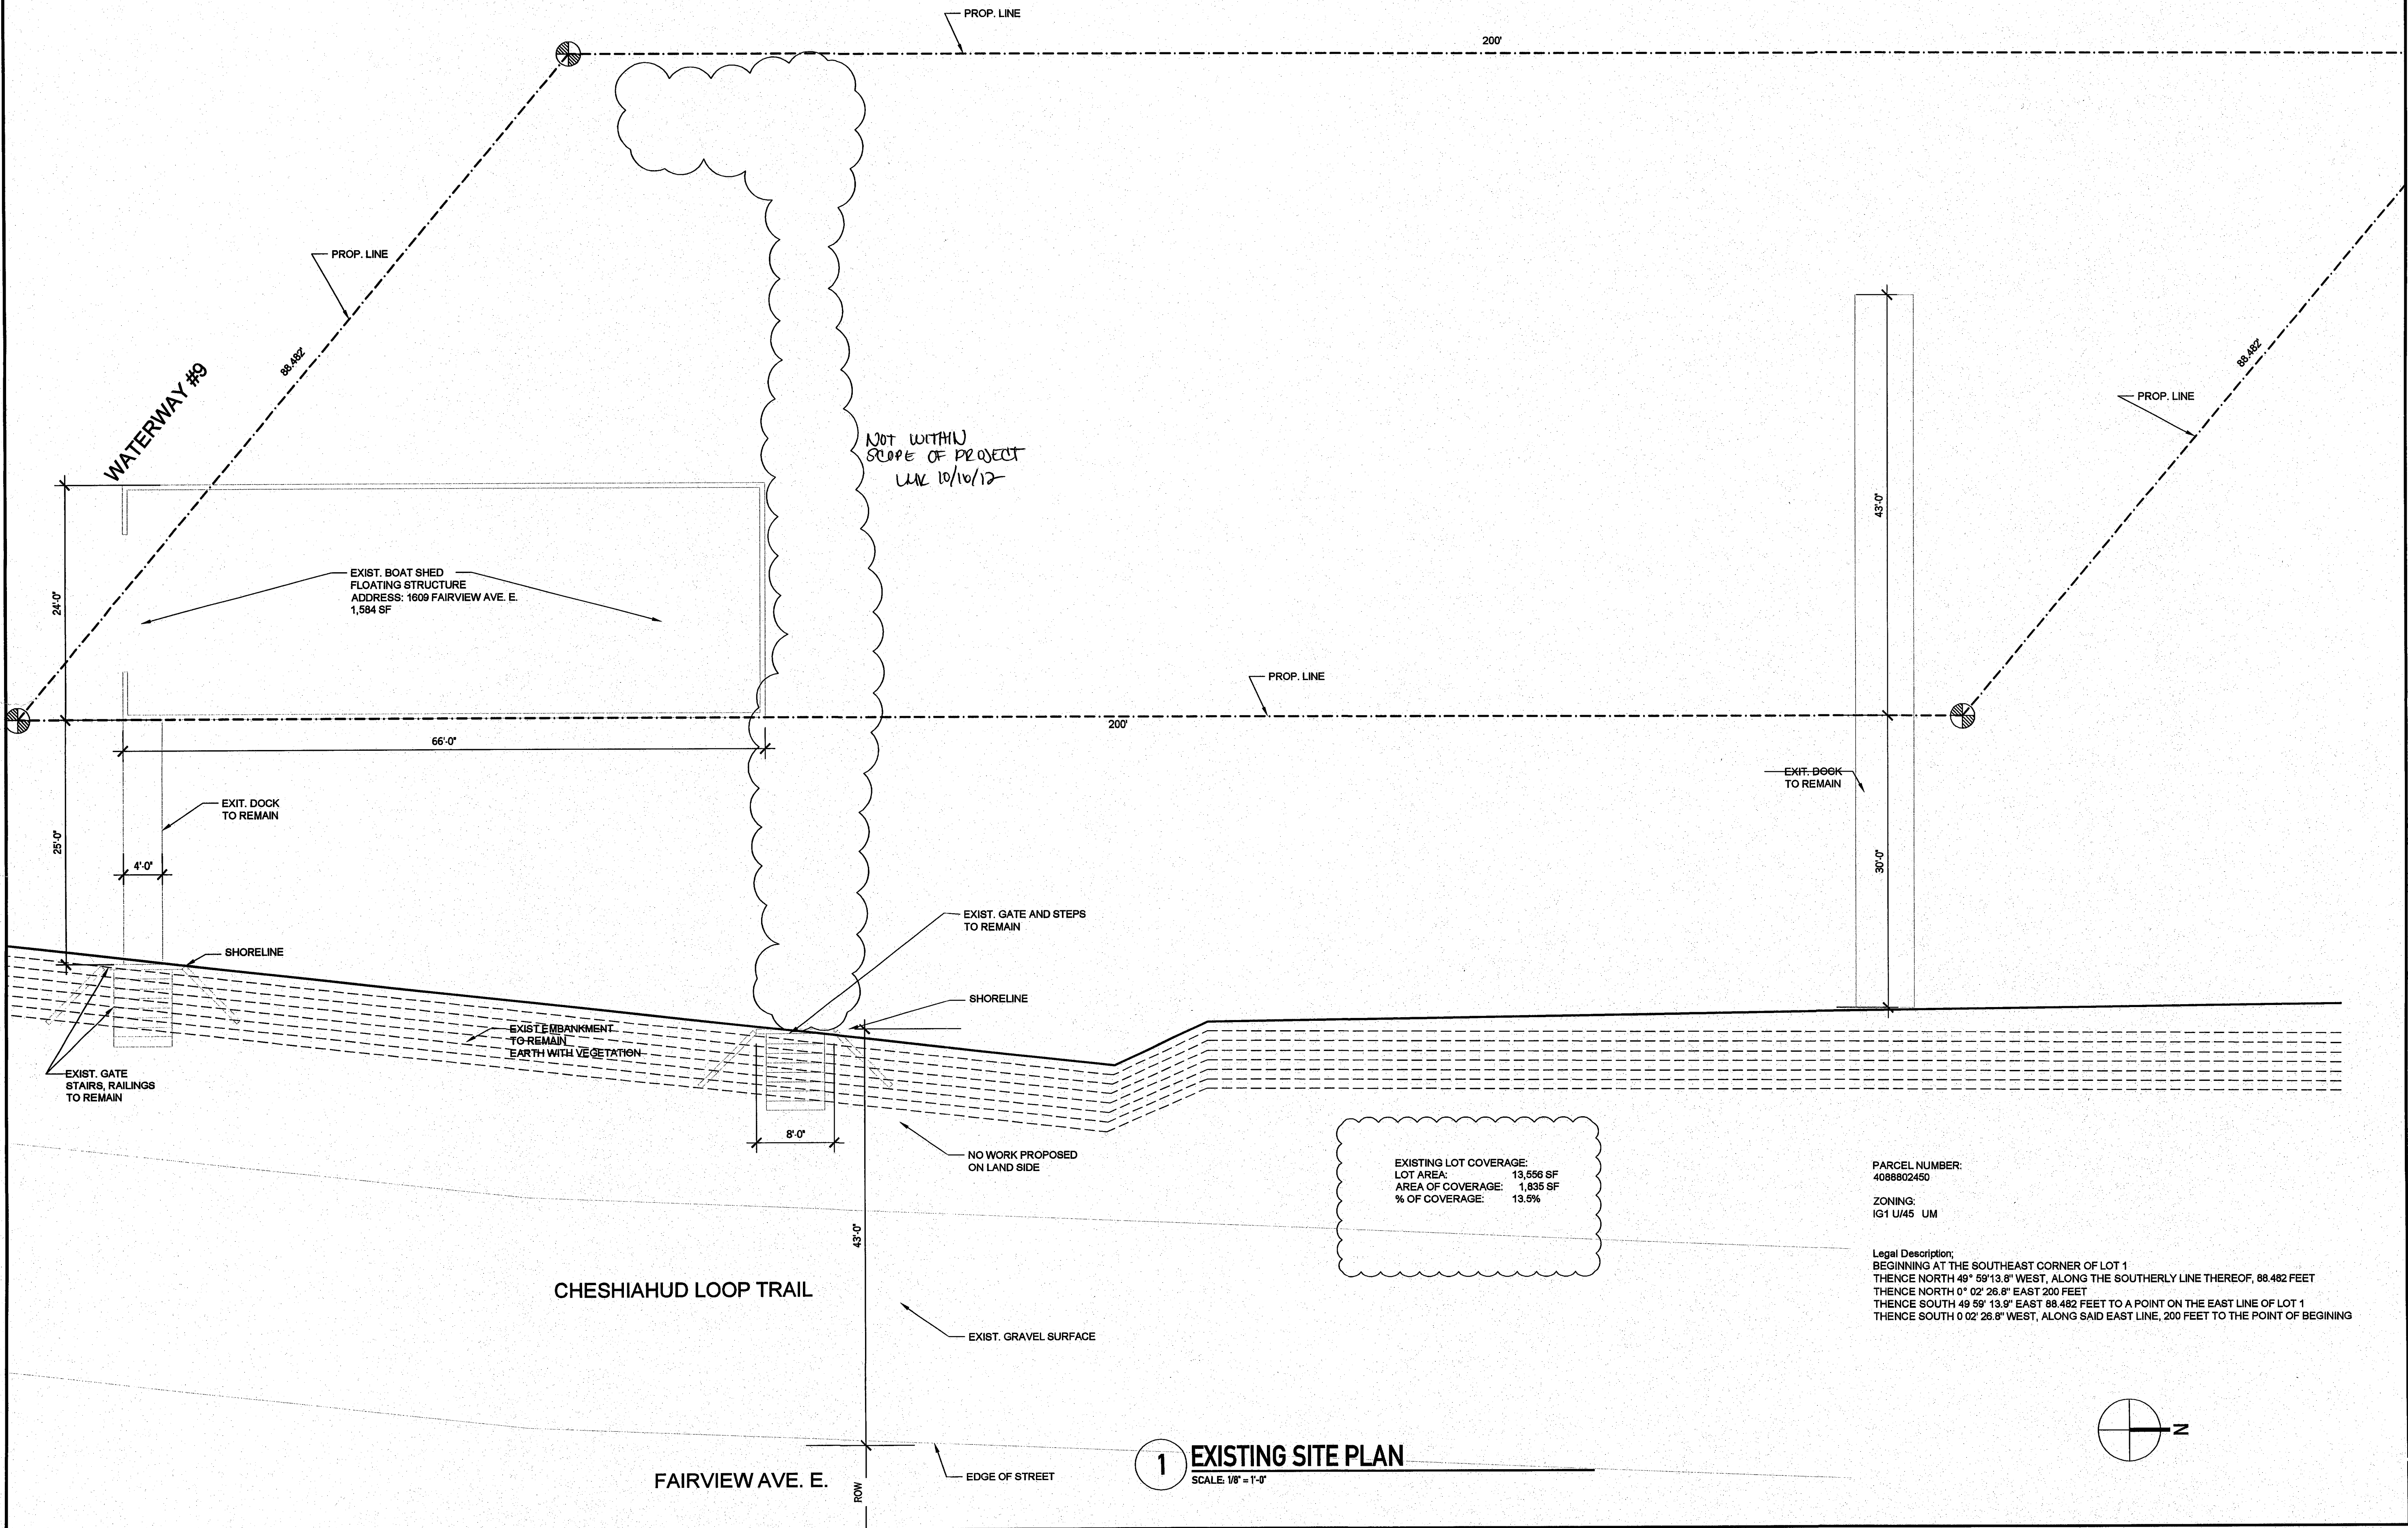 PROP. LINE
200'
PROP. LINE
88.482'
WATERWAY #9
88.482'
PROP. LINE
NOT WITHIN
SCOPE OF PROJECT
LMK 10/10/12
43'-0"
24'-0"
EXIST. BOAT SHED
FLOATING STRUCTURE
ADDRESS: 1609 FAIRVIEW AVE. E.
1,584 SF
PROP. LINE
200'
66'-0"
EXIT. DOCK
TO REMAIN
EXIT. DOCK
TO REMAIN
25'-0"
4'-0"
30'-0"
EXIST. GATE AND STEPS
TO REMAIN
SHORELINE
SHORELINE
EXIST EMBANKMENT
TO REMAIN
EARTH WITH VEGETATION
EXIST. GATE
STAIRS, RAILINGS
TO REMAIN
8'-0"
NO WORK PROPOSED
ON LAND SIDE
EXISTING LOT COVERAGE:
LOT AREA: 13,556 SF
AREA OF COVERAGE: 1,835 SF
% OF COVERAGE: 13.5%
PARCEL NUMBER:
4088802450
ZONING:
IG1 U/45 UM
43'-0"
Legal Description;
BEGINNING AT THE SOUTHEAST CORNER OF LOT 1
THENCE NORTH 49° 59'13.8" WEST, ALONG THE SOUTHERLY LINE THEREOF, 88.482 FEET
THENCE NORTH 0° 02' 26.8" EAST 200 FEET
THENCE SOUTH 49 59' 13.9" EAST 88.482 FEET TO A POINT ON THE EAST LINE OF LOT 1
THENCE SOUTH 0 02' 26.8" WEST, ALONG SAID EAST LINE, 200 FEET TO THE POINT OF BEGINING
CHESHIAHUD LOOP TRAIL
EXIST. GRAVEL SURFACE
N
1 EXISTING SITE PLAN
SCALE: 1/8" = 1'-0"
FAIRVIEW AVE. E.
ROW
EDGE OF STREET